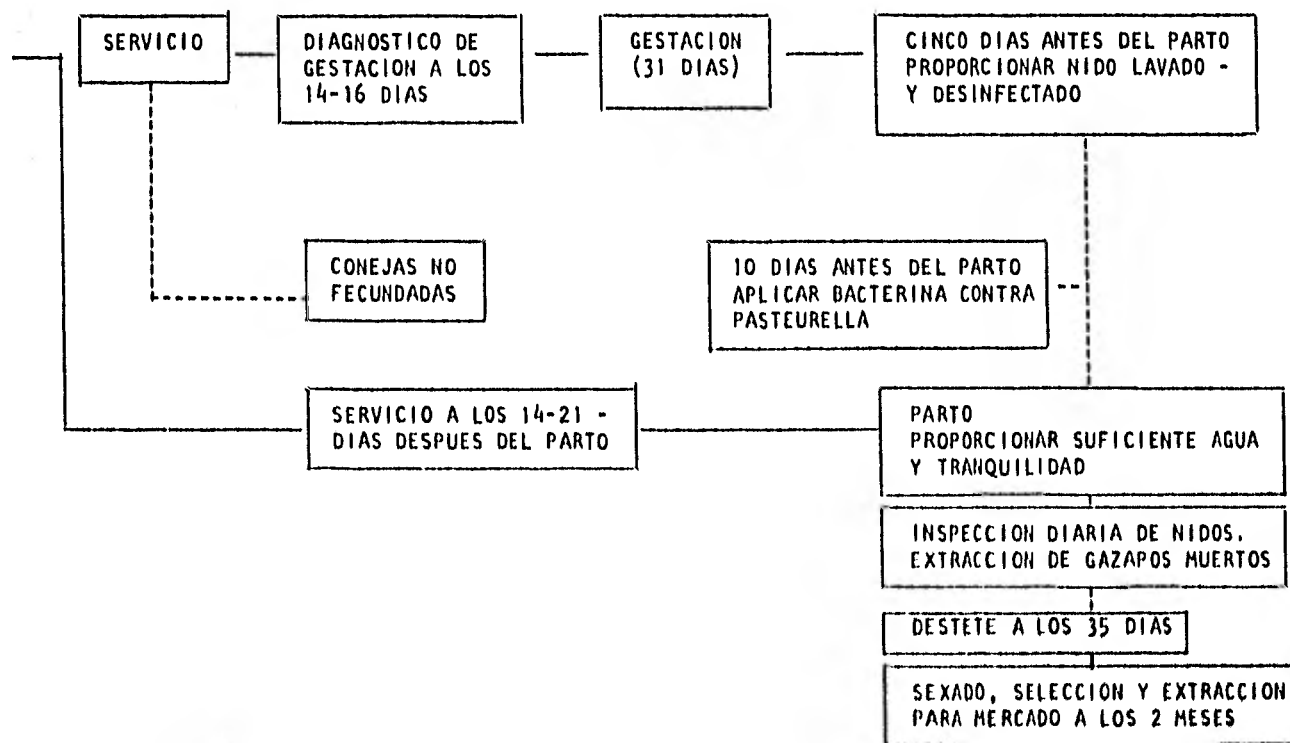 SERVICIO
DIAGNOSTICO DE
GESTACION A LOS
14-16 DIAS
GESTACION
(31 DIAS)
CINCO DIAS ANTES DEL PARTO
PROPORCIONAR NIDO LAVADO -
Y DESINFECTADO
CONEJAS NO
FECUNDADAS
10 DIAS ANTES DEL PARTO
APLICAR BACTERINA CONTRA
PASTEURELLA
SERVICIO A LOS 14-21 -
DIAS DESPUES DEL PARTO
PARTO
PROPORCIONAR SUFICIENTE AGUA
Y TRANQUILIDAD
INSPECCION DIARIA DE NIDOS.
EXTRACCION DE GAZAPOS MUERTOS
DESTETE A LOS 35 DIAS
SEXADO, SELECCION Y EXTRACCION
PARA MERCADO A LOS 2 MESES